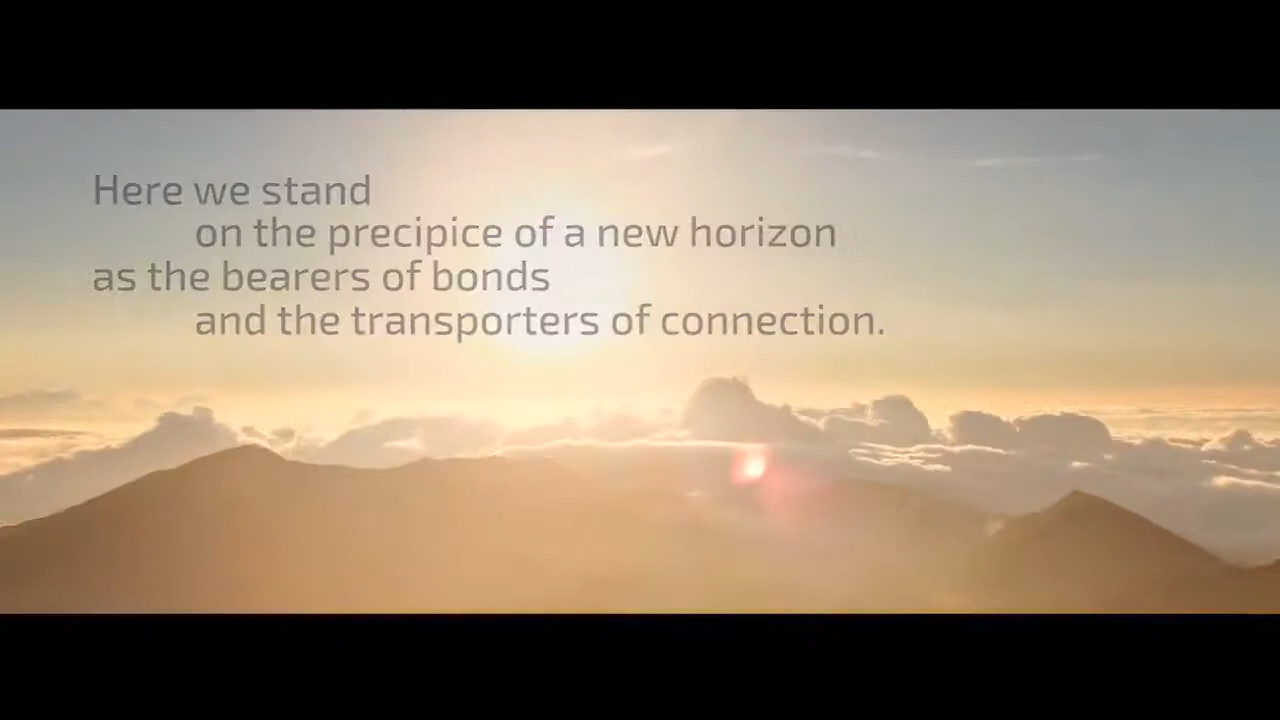 Here we stand
on the precipice of a new horizon
as the bearers of bonds
and the transporters of connection.